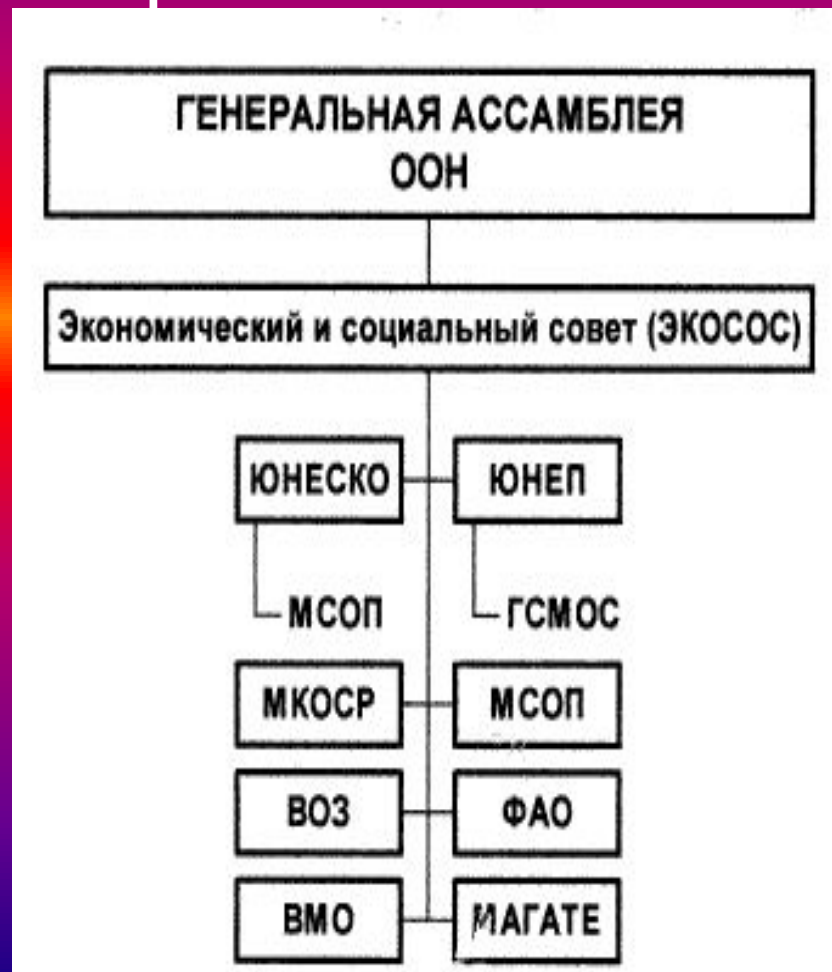 ГЕНЕРАЛЬНАЯ АССАМБЛЕЯ
ООН
Экономический и социальный совет (ЭКОСОС)
ЮНЕСКО
ЮНЕП
МСОП
ГСМОС
МКОСР
МСОП
ВОЗ
ФАО
ВМО
МАГАТЕ